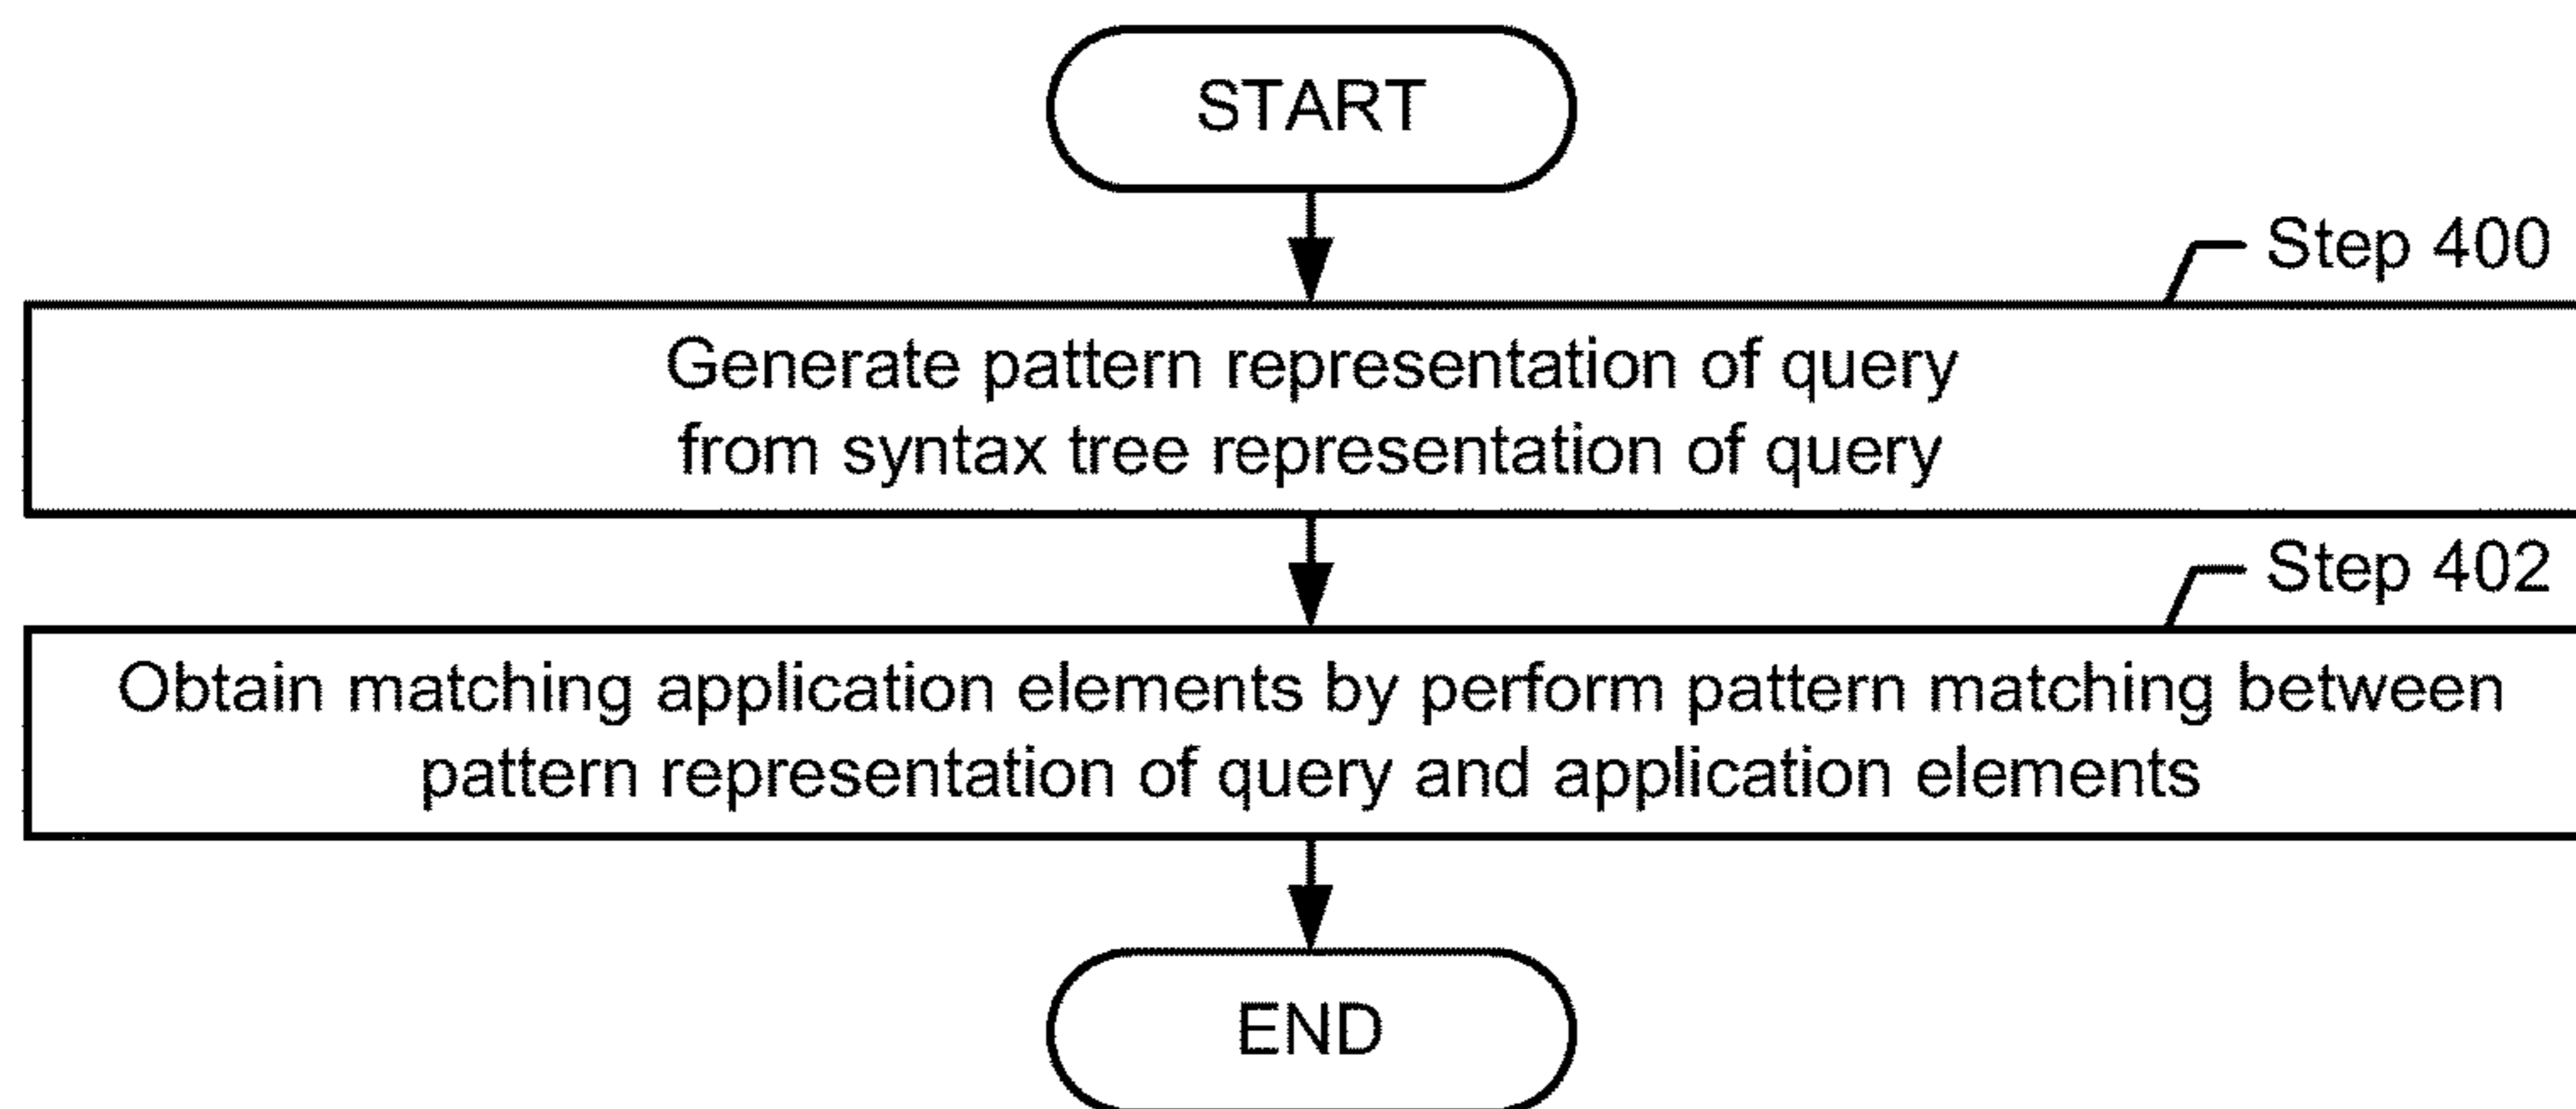 START
Step 400
Generate pattern representation of query
from syntax tree representation of query
Step 402
Obtain matching application elements by perform pattern matching between
pattern representation of query and application elements
END